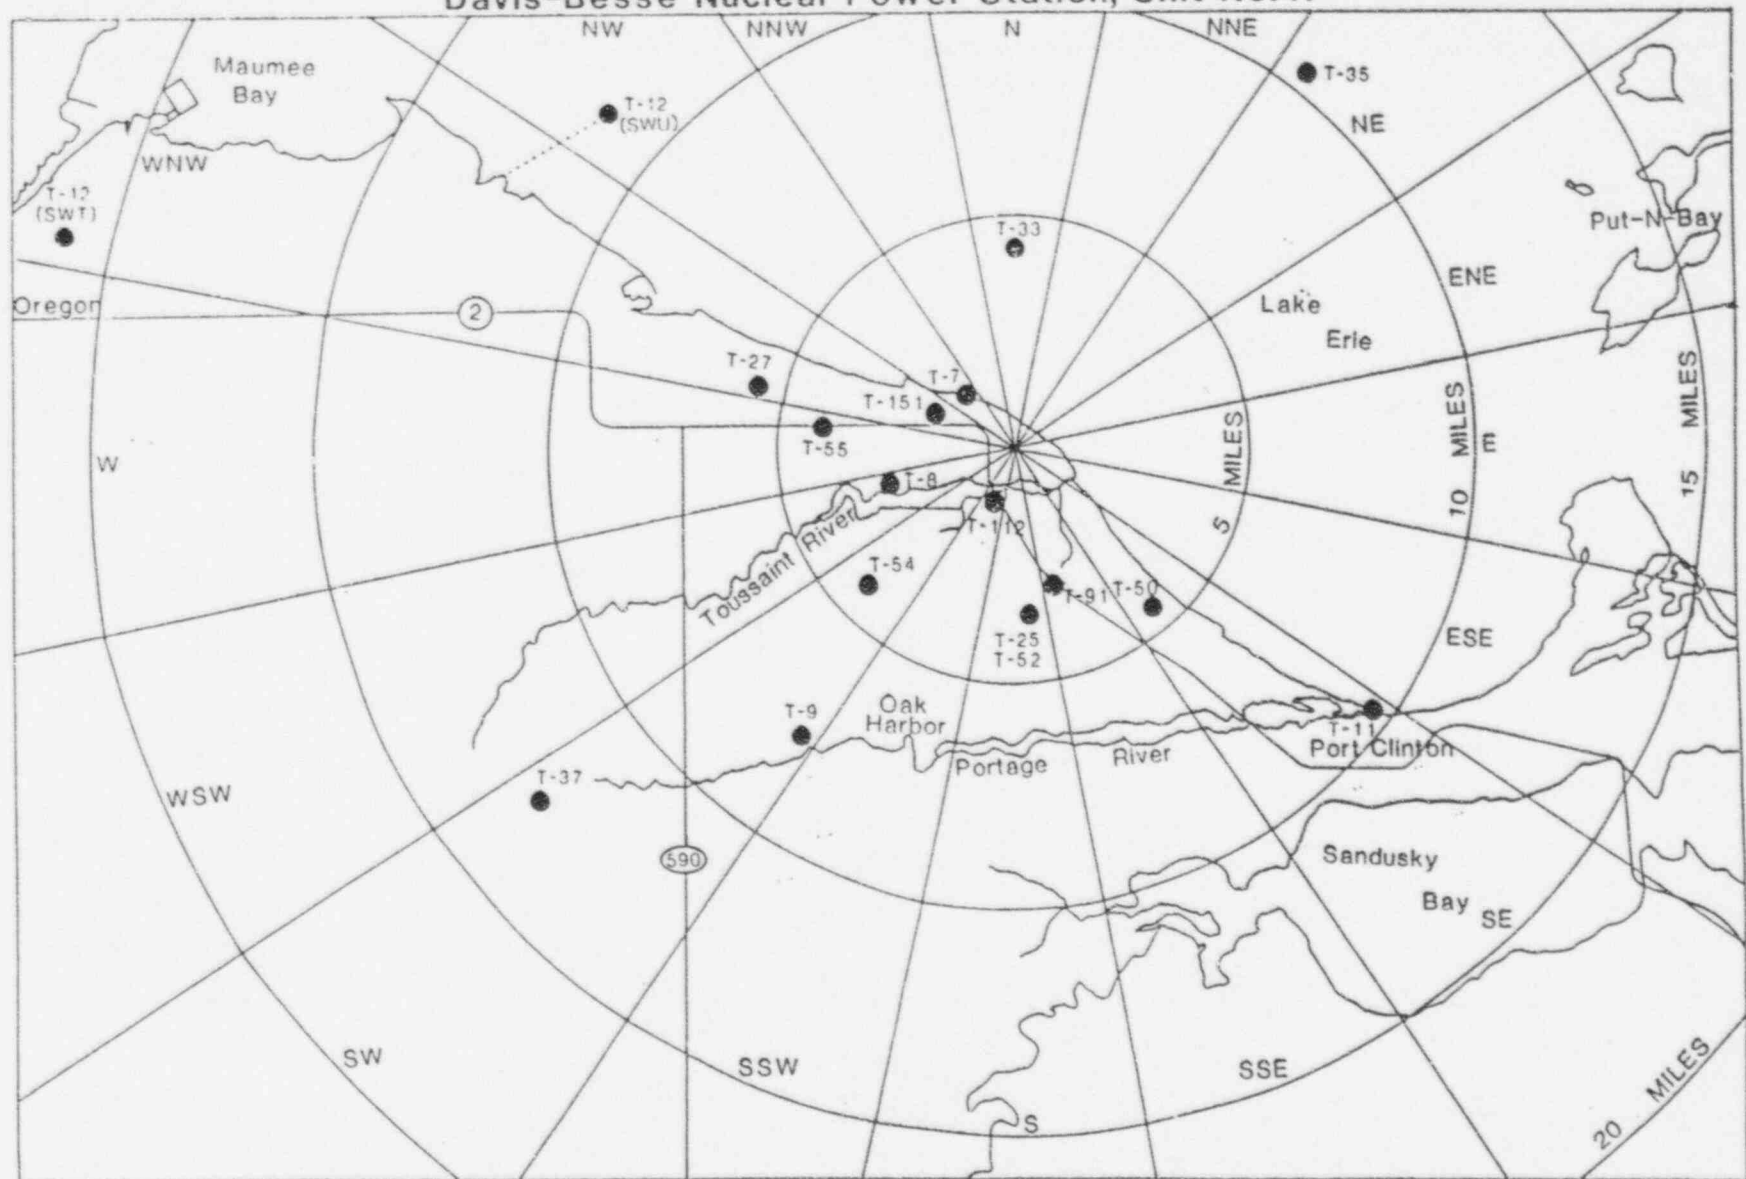 Davis-Besse Nuclear Power Station, Unit No. 1
NW
NNW
N
NNE
Maumee
Bay
T-12
(SWU)
T-35
NE
WNW
T-12
(SWT)
Put-N-Bay
T-33
ENE
Oregon
2
Lake
Erie
T-27
T-7
T-151
T-55
W
5 MILES
10 MILES
E
15 MILES
T-8
T-112
Toussaint River
T-54
T-91
T-50
T-25
T-52
ESE
T-9
Oak
Harbor
T-11
Port Clinton
Portage River
T-37
WSW
590
Sandusky
Bay
SE
SW
SSW
SSE
S
20 MILES